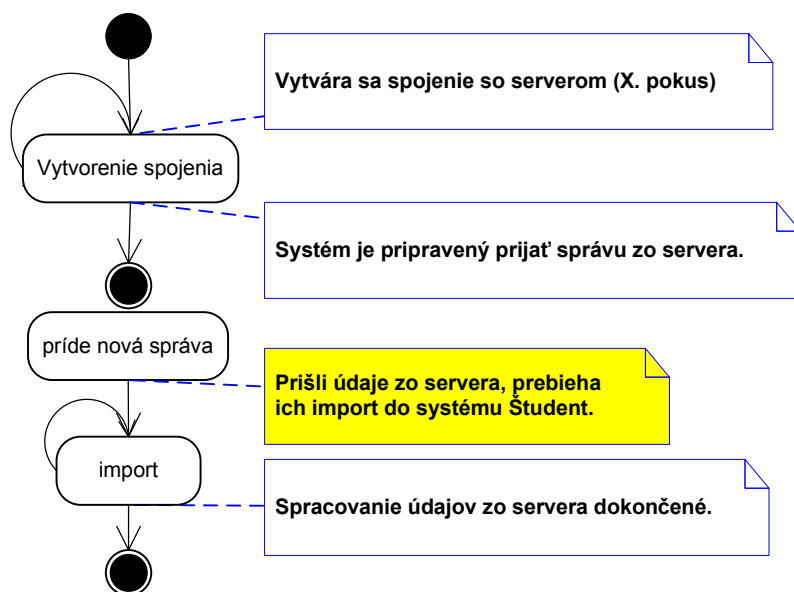 Vytvára sa spojenie so serverom (X. pokus)
Vytvorenie spojenia
Systém je pripravený prijať správu zo servera.
príde nová správa
Prišli údaje zo servera, prebieha
ich import do systému Študent.
import
Spracovanie údajov zo servera dokončené.